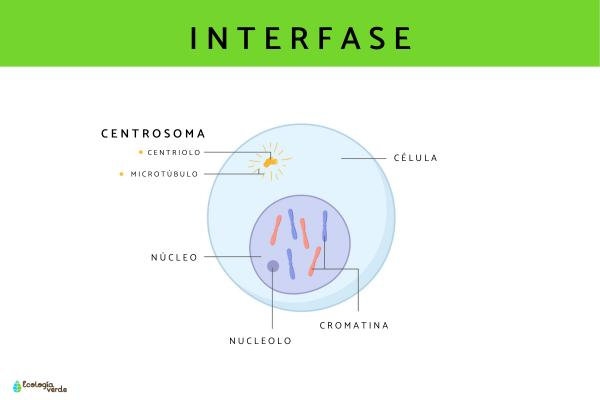 INTERFASE
CENTROSOMA
CENTRIOLO
MICROTÚBULO
CÉLULA
NÚCLEO
CROMATINA
NUCLEOLO
Ecología
verde